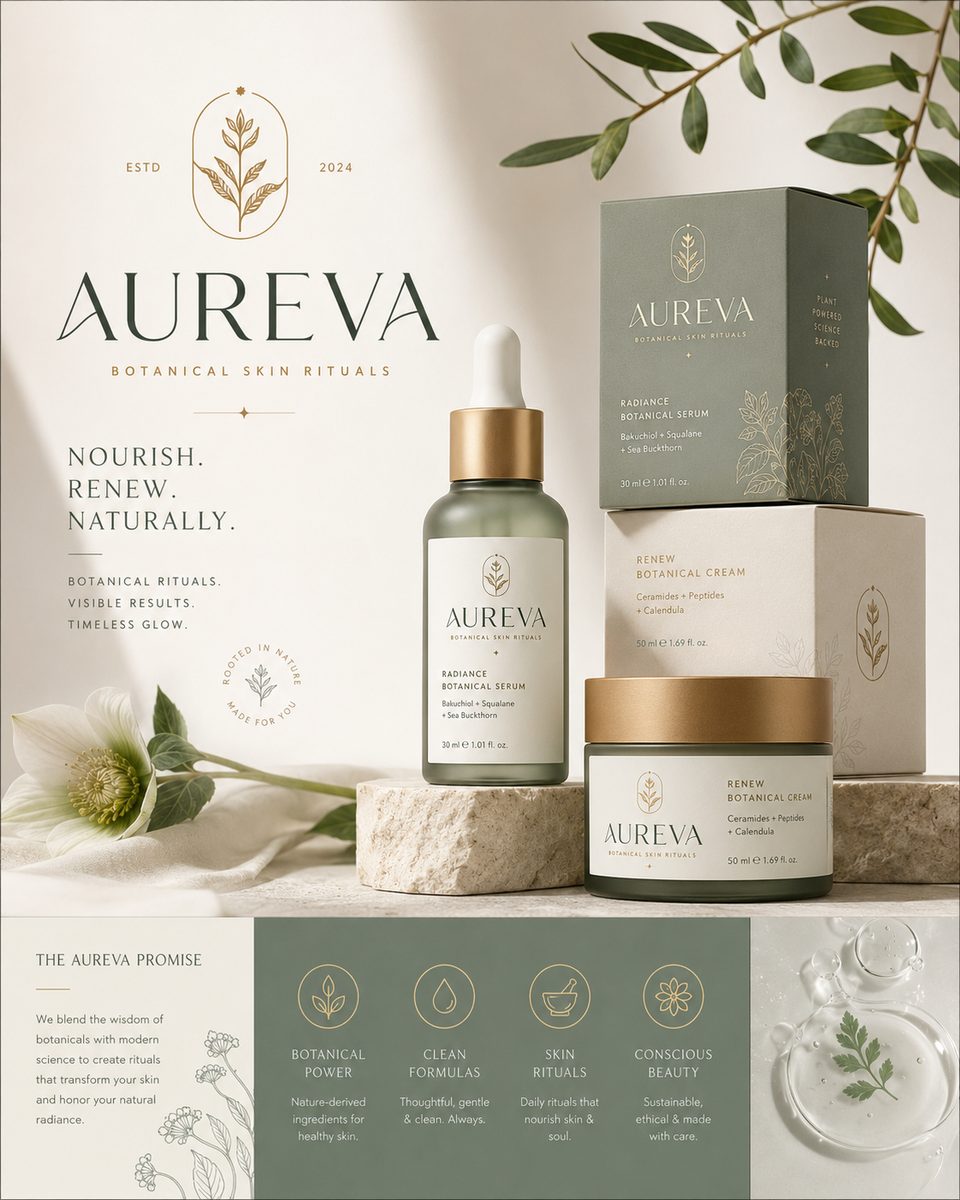 ESTD
2024
AUREVA
BOTANICAL SKIN RITUALS
NOURISH.
RENEW.
NATURALLY.
BOTANICAL RITUALS.
VISIBLE RESULTS.
TIMELESS GLOW.
ROOTED IN NATURE
MADE FOR YOU
AUREVA
BOTANICAL SKIN RITUALS
RADIANCE
BOTANICAL SERUM
Bakuchiol + Squalane
+ Sea Buckthorn
30 ml ℮ 1.01 fl. oz.
PLANT
POWERED
SCIENCE
BACKED
AUREVA
BOTANICAL SKIN RITUALS
RADIANCE
BOTANICAL SERUM
Bakuchiol + Squalane
+ Sea Buckthorn
30 ml ℮ 1.01 fl. oz.
RENEW
BOTANICAL CREAM
Ceramides + Peptides
+ Calendula
50 ml ℮ 1.69 fl. oz.
AUREVA
BOTANICAL SKIN RITUALS
RENEW
BOTANICAL CREAM
Ceramides + Peptides
+ Calendula
50 ml ℮ 1.69 fl. oz.
THE AUREVA PROMISE
We blend the wisdom of
botanicals with modern
science to create rituals
that transform your skin
and honor your natural
radiance.
BOTANICAL
POWER
Nature-derived
ingredients for
healthy skin.
CLEAN
FORMULAS
Thoughtful, gentle
& clean. Always.
SKIN
RITUALS
Daily rituals that
nourish skin &
soul.
CONSCIOUS
BEAUTY
Sustainable,
ethical & made
with care.